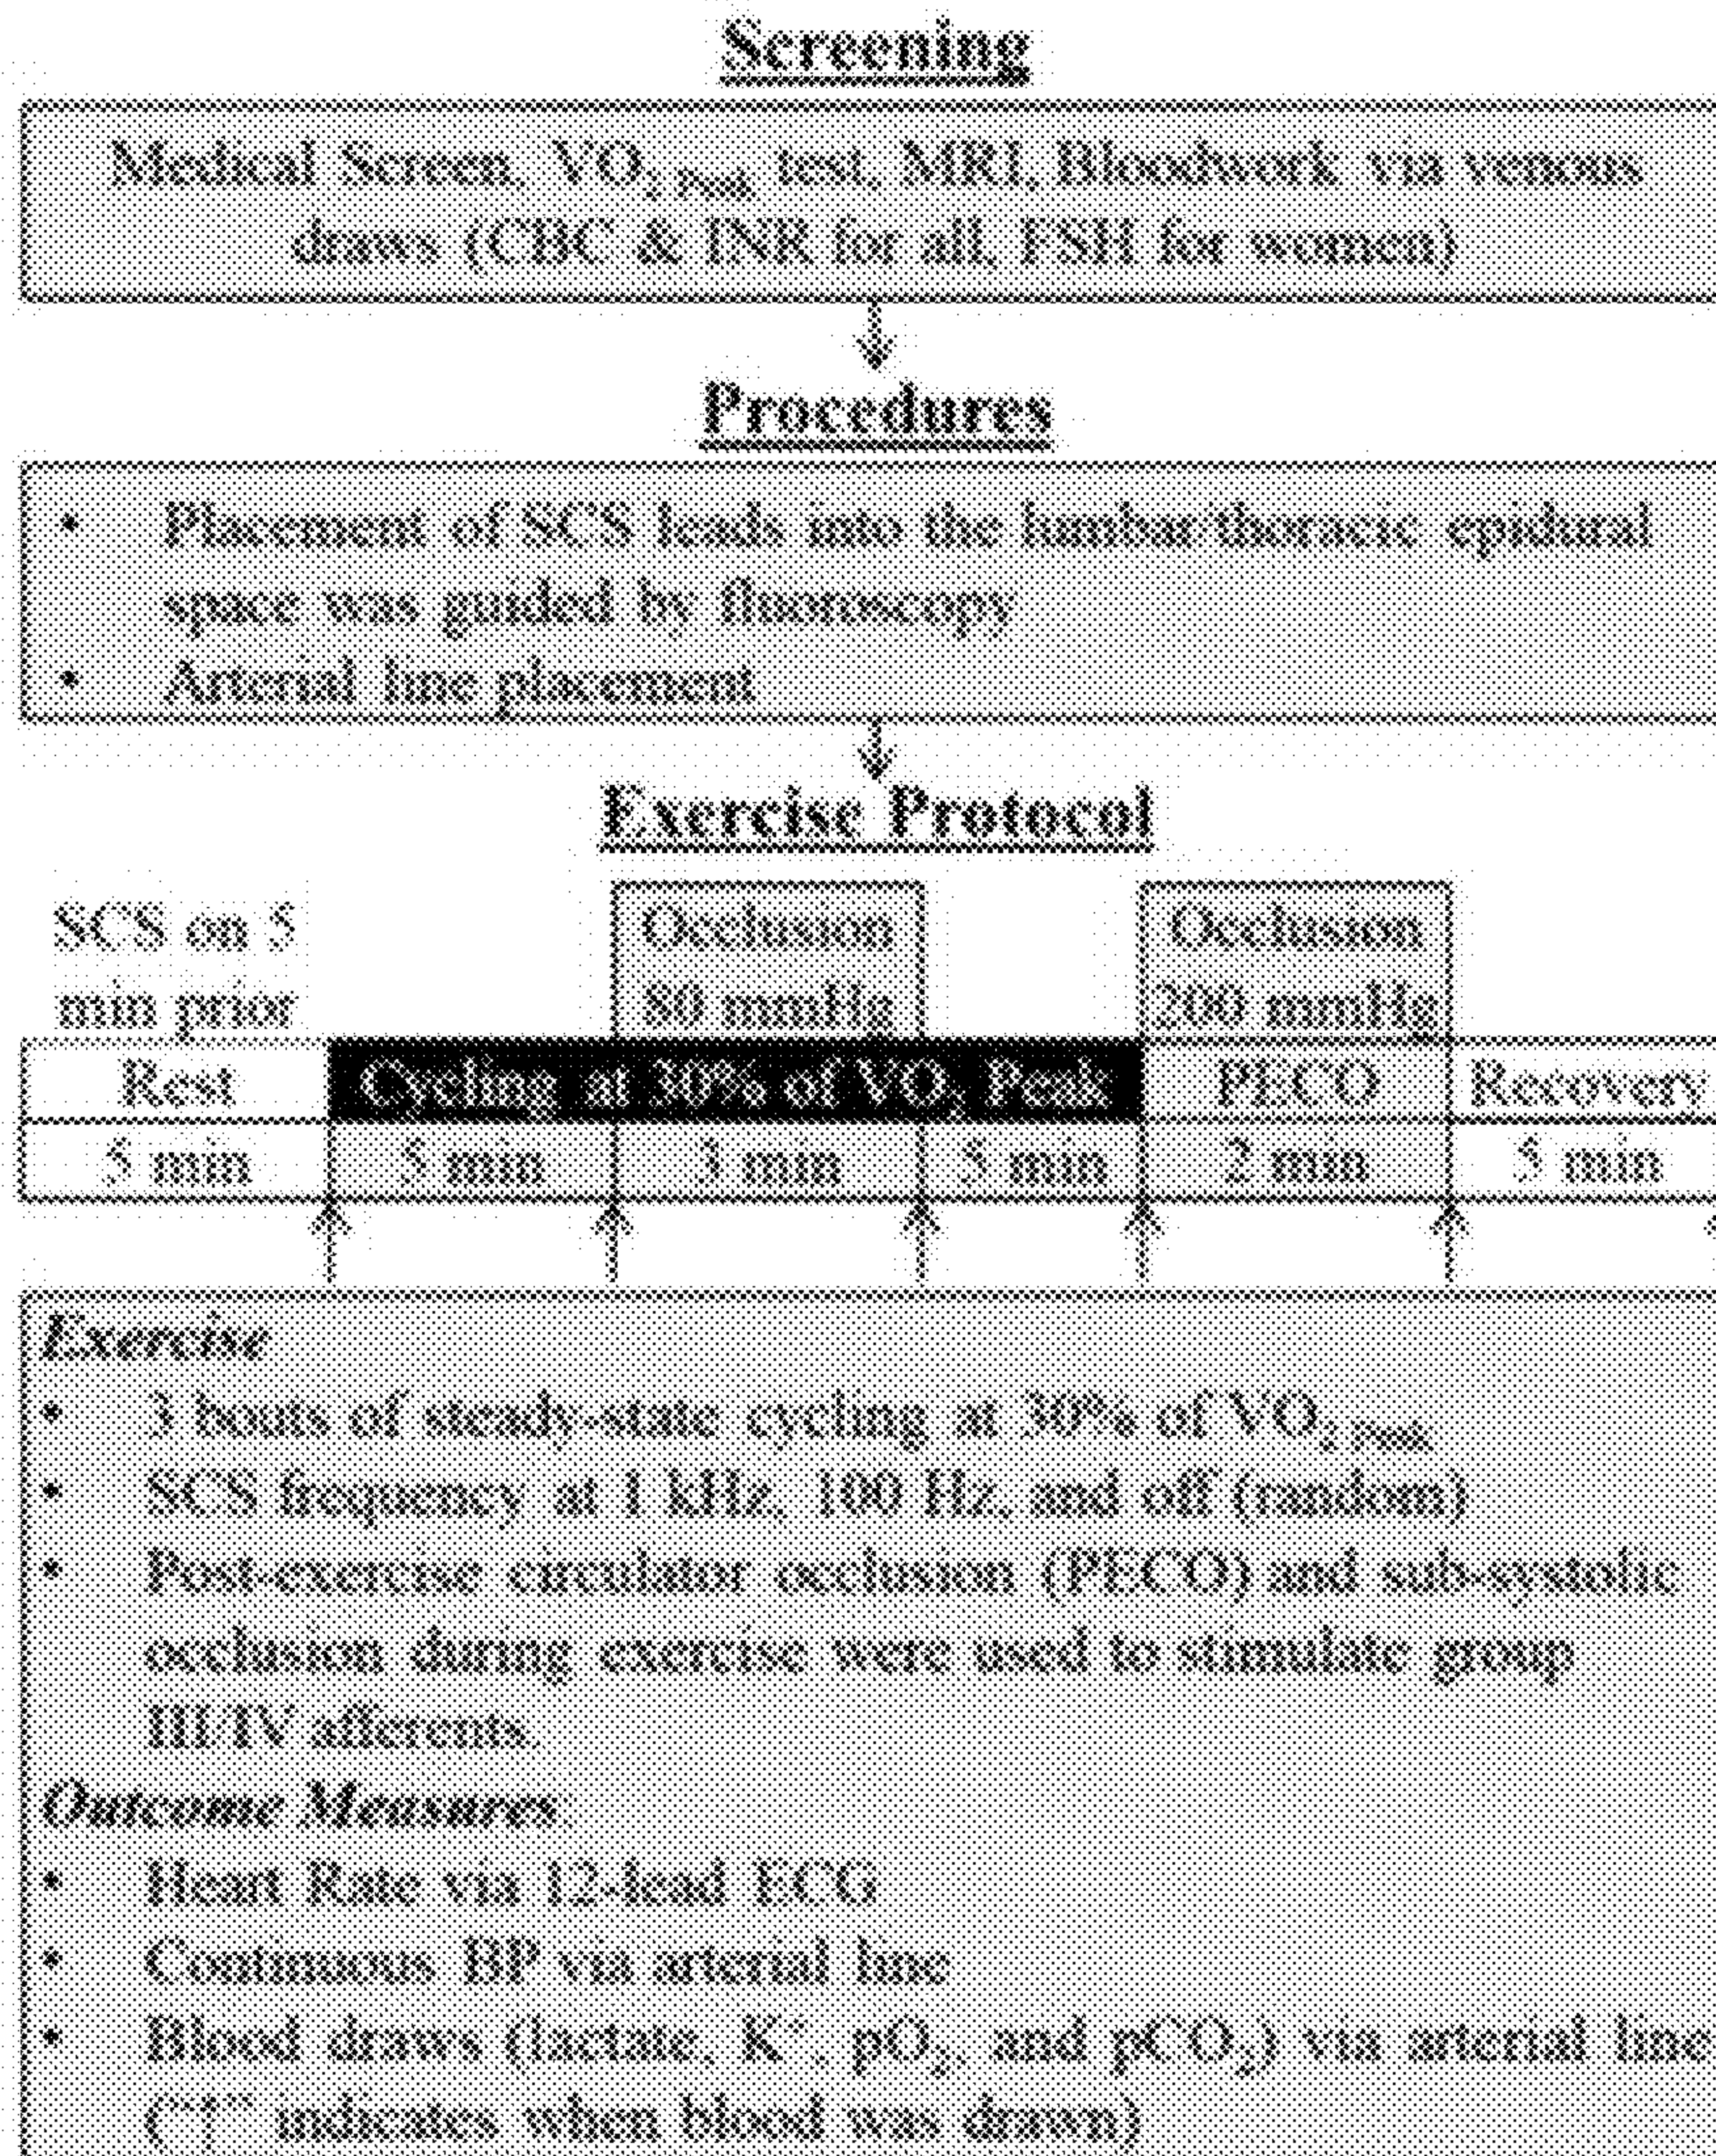 Screening
Medical Screen, VO2 Peak test, MRI, Bloodwork via venous
draws (CBC & INR for all, FSH for women)
Procedures
• Placement of SCS leads into the lumbar/thoracic epidural
space was guided by fluoroscopy
• Arterial line placement
Exercise Protocol
SCS on 5
min prior
Occlusion
80 mmHg
Occlusion
200 mmHg
Rest
Cycling at 30% of VO2 Peak
PECO
Recovery
5 min
5 min
3 min
5 min
2 min
5 min
Exercise
• 3 bouts of steady-state cycling at 30% of VO2 Peak
• SCS frequency at 1 kHz, 100 Hz, and off (random)
• Post-exercise circulator occlusion (PECO) and sub-systolic
occlusion during exercise were used to stimulate group
III/IV afferents.
Outcome Measures:
• Heart Rate via 12-lead ECG
• Continuous BP via arterial line
• Blood draws (lactate, K+, pO2, and pCO2) via arterial line
("↑" indicates when blood was drawn)